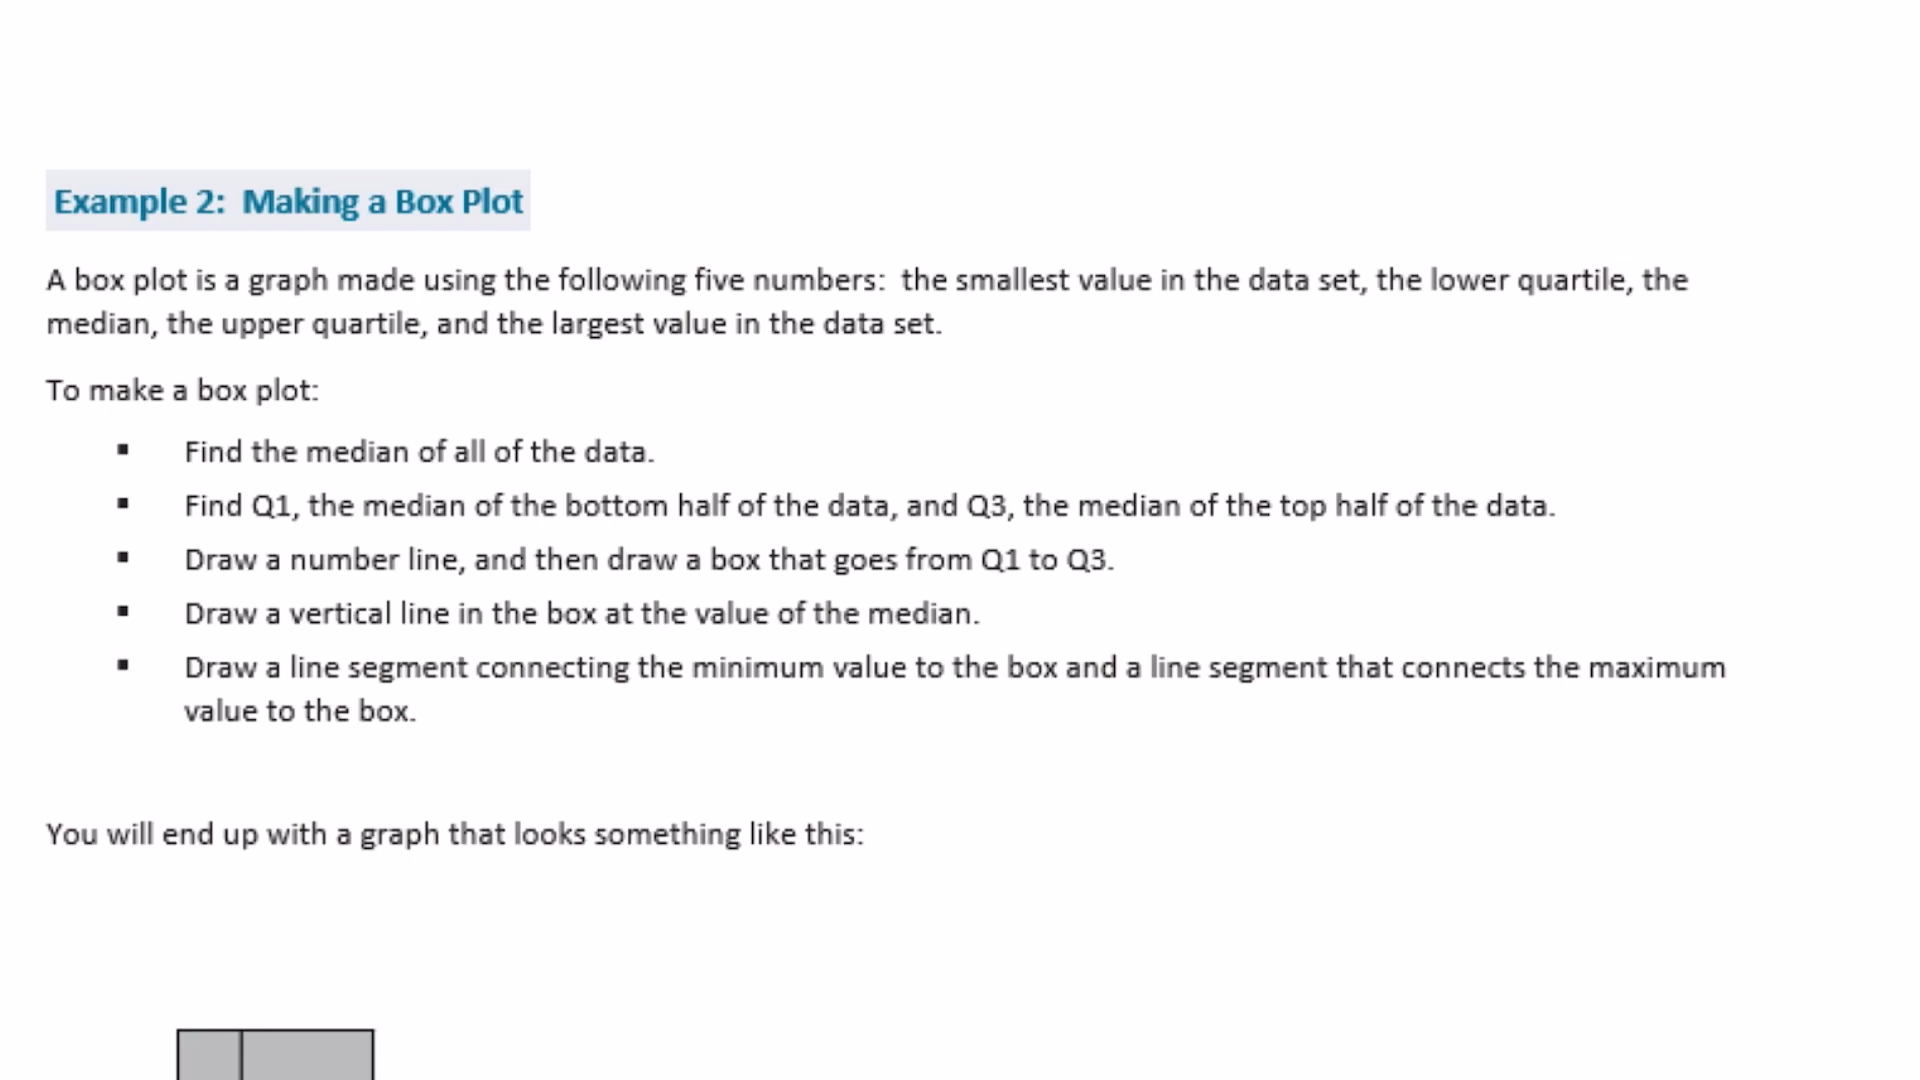 Example 2: Making a Box Plot
A box plot is a graph made using the following five numbers: the smallest value in the data set, the lower quartile, the
median, the upper quartile, and the largest value in the data set.
To make a box plot:
▪ Find the median of all of the data.
▪ Find Q1, the median of the bottom half of the data, and Q3, the median of the top half of the data.
▪ Draw a number line, and then draw a box that goes from Q1 to Q3.
▪ Draw a vertical line in the box at the value of the median.
▪ Draw a line segment connecting the minimum value to the box and a line segment that connects the maximum
value to the box.
You will end up with a graph that looks something like this: